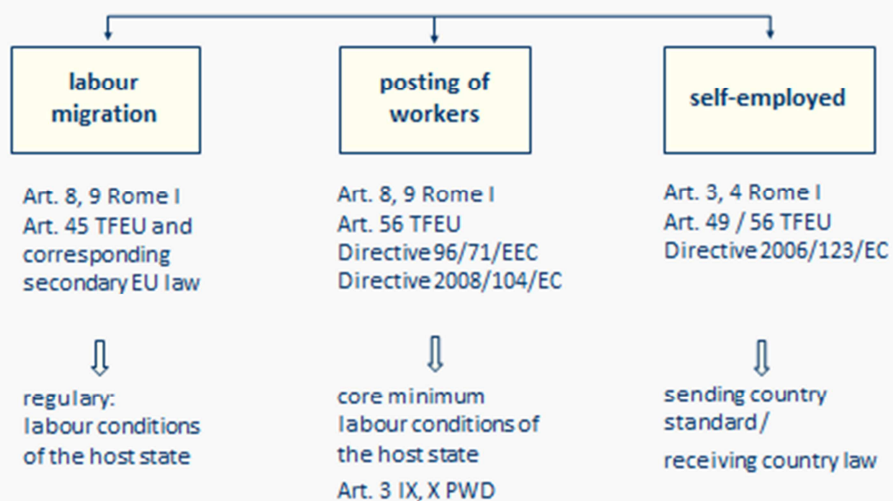 labour
migration
Art. 8, 9 Rome I
Art. 45 TFEU and
corresponding
secondary EU law
regulary:
labour conditions
of the host state
posting of
workers
Art. 8, 9 Rome I
Art. 56 TFEU
Directive 96/71/EEC
Directive 2008/104/EC
core minimum
labour conditions of
the host state
Art. 3 IX, X PWD
self-employed
Art. 3, 4 Rome I
Art. 49 / 56 TFEU
Directive 2006/123/EC
sending country
standard /
receiving country law